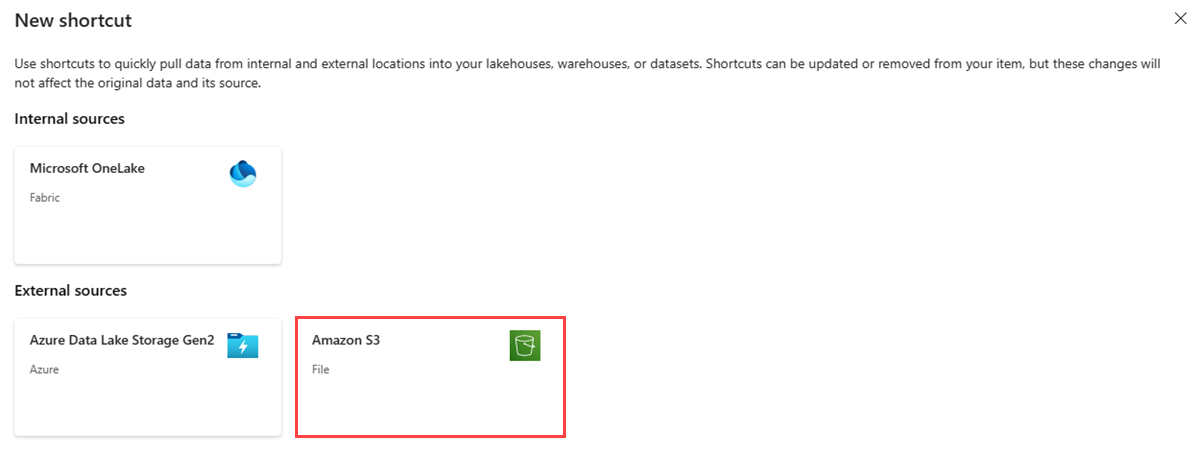 New shortcut
Use shortcuts to quickly pull data from internal and external locations into your lakehouses, warehouses, or datasets. Shortcuts can be updated or removed from your item, but these changes will
not affect the original data and its source.
Internal sources
Microsoft OneLake
Fabric
External sources
Azure Data Lake Storage Gen2
Azure
Amazon S3
File